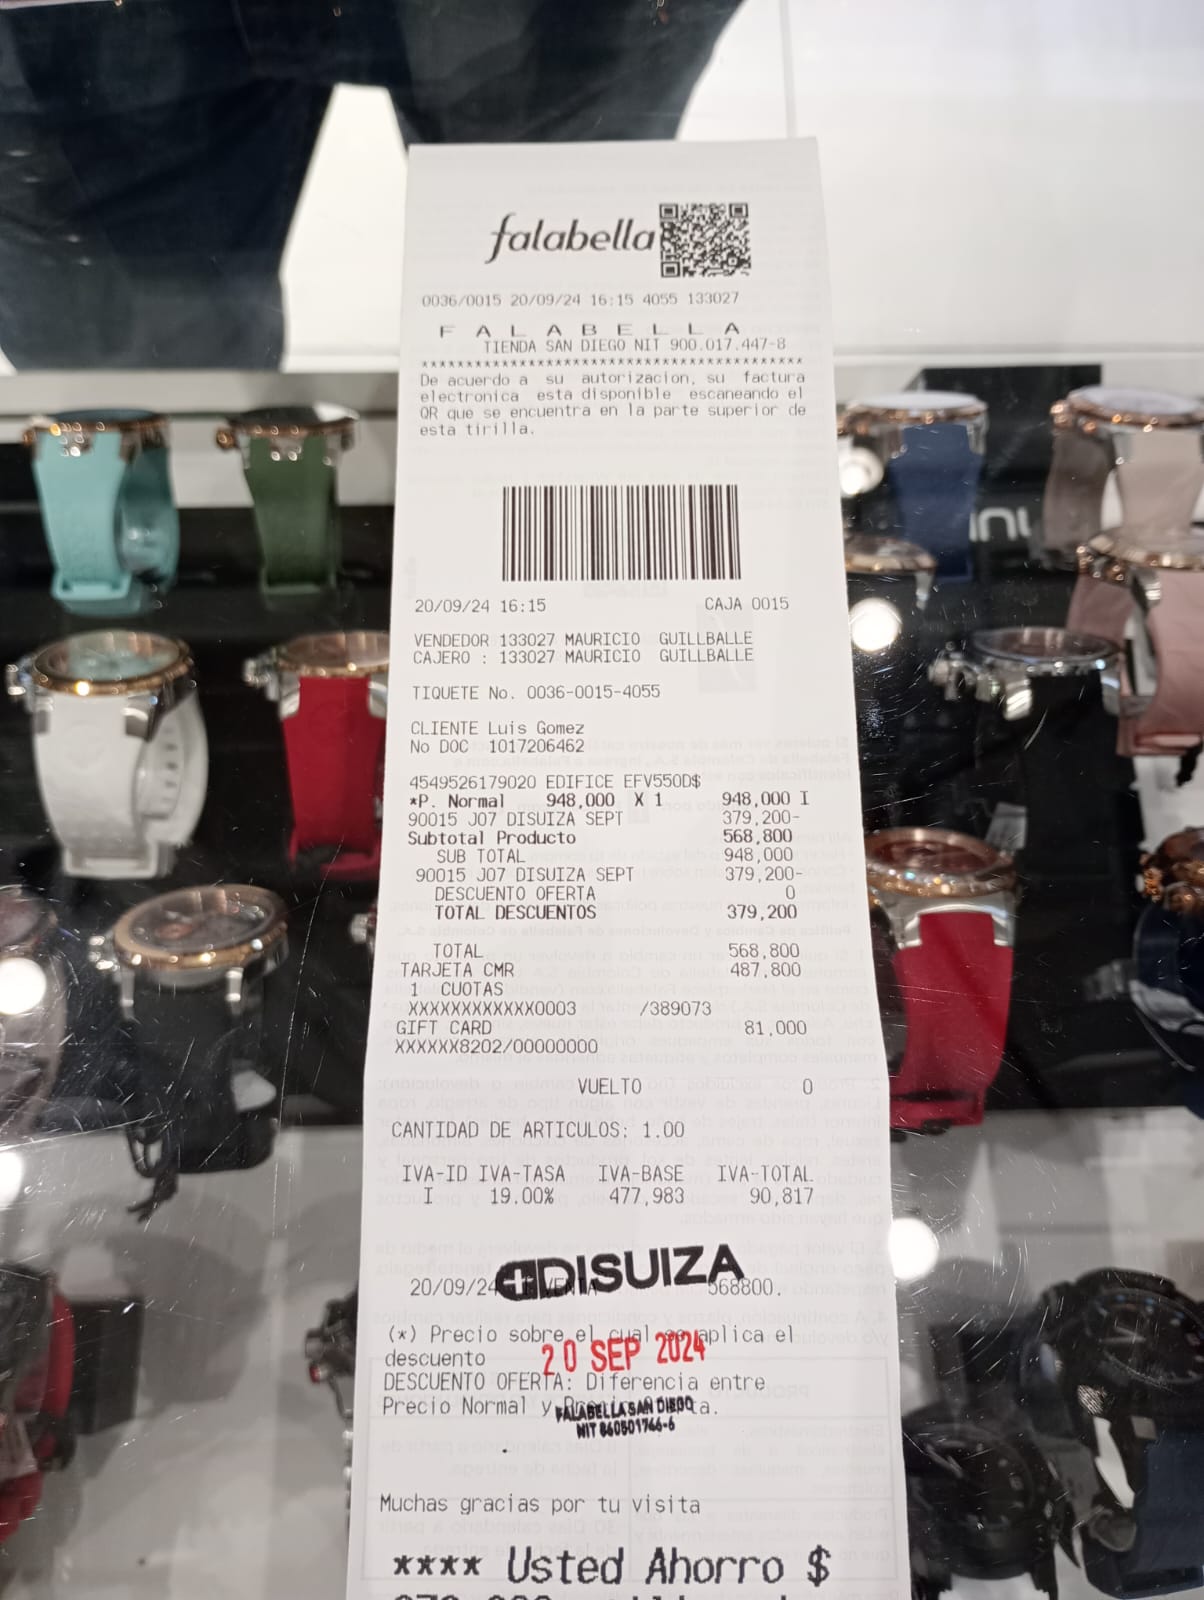 falabella
0036/0015 20/09/24 16:15 4055 133027
F A L A B E L L A
TIENDA SAN DIEGO NIT 900.017.447-8
******************************************
De acuerdo a su autorizacion, su factura
electronica esta disponible escaneando el
QR que se encuentra en la parte superior de
esta tirilla.
20/09/24 16:15 CAJA 0015
VENDEDOR 133027 MAURICIO GUILLBALLE
CAJERO : 133027 MAURICIO GUILLBALLE
TIQUETE No. 0036-0015-4055
CLIENTE Luis Gomez
No DOC 1017206462
4549526179020 EDIFICE EFV550D$
*P. Normal 948,000 X 1 948,000 I
90015 J07 DISUIZA SEPT 379,200-
Subtotal Producto 568,800
SUB TOTAL 948,000
90015 J07 DISUIZA SEPT 379,200-
DESCUENTO OFERTA 0
TOTAL DESCUENTOS 379,200
TOTAL 568,800
TARJETA CMR 487,800
1 CUOTAS
XXXXXXXXXXXX0003 /389073
GIFT CARD 81,000
XXXXXX8202/00000000
VUELTO 0
CANTIDAD DE ARTICULOS: 1.00
IVA-ID IVA-TASA IVA-BASE IVA-TOTAL
I 19.00% 477,983 90,817
DISUIZA
20/09/24 VENTA 568800.
(*) Precio sobre el cual se aplica el
descuento
20 SEP 2024
DESCUENTO OFERTA: Diferencia entre
Precio Normal y
FALABELLA SAN DIEGO
NIT 860501766-6
Muchas gracias por tu visita
**** Usted Ahorro $